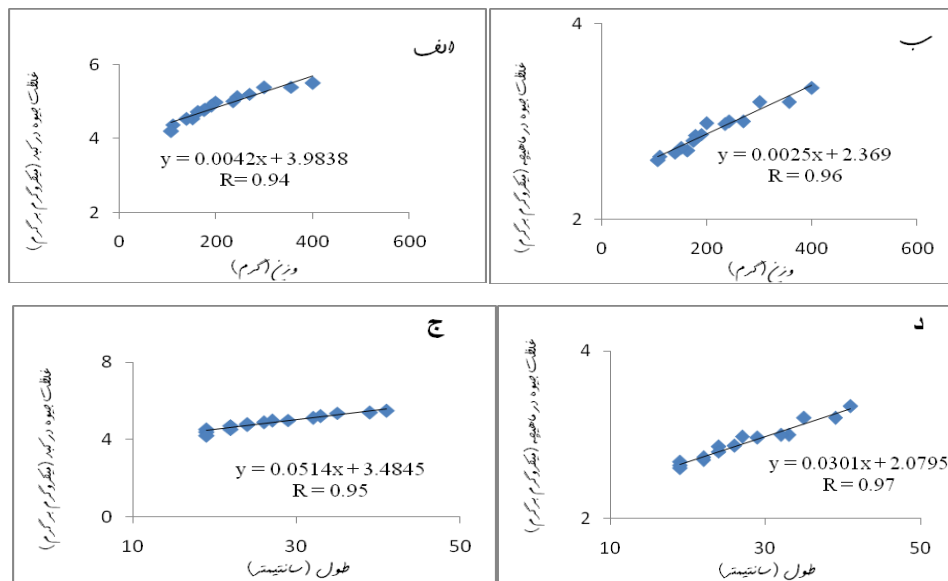 الف
غلظت جیوه در کبد (میکروگرم بر گرم)
6
4
2
y = 0.0042x + 3.9838
R= 0.94
0
200
400
600
وزن (گرم)
ب
غلظت جیوه در ماهیچه (میکروگرم بر گرم)
4
2
y = 0.0025x + 2.369
R = 0.96
0
200
400
600
وزن (گرم)
ج
غلظت جیوه در کبد (میکروگرم بر گرم)
8
4
0
y = 0.0514x + 3.4845
R = 0.95
10
30
50
طول (سانتیمتر)
د
غلظت جیوه در ماهیچه (میکروگرم بر گرم)
4
2
y = 0.0301x + 2.0795
R = 0.97
10
30
50
طول (سانتیمتر)